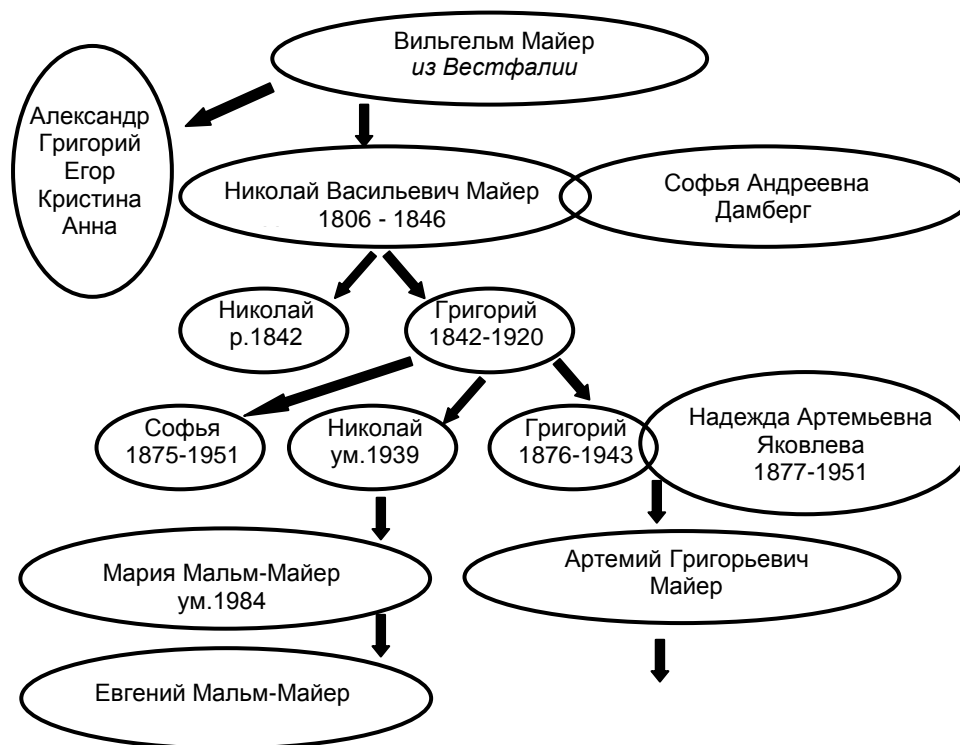 Вильгельм Майер
из Вестфалии
Александр
Григорий
Егор
Кристина
Анна
Николай Васильевич Майер
1806 - 1846
Софья Андреевна
Дамберг
Николай
р.1842
Григорий
1842-1920
Софья
1875-1951
Николай
ум.1939
Григорий
1876-1943
Надежда Артемьевна
Яковлева
1877-1951
Мария Мальм-Майер
ум.1984
Артемий Григорьевич
Майер
Евгений Мальм-Майер